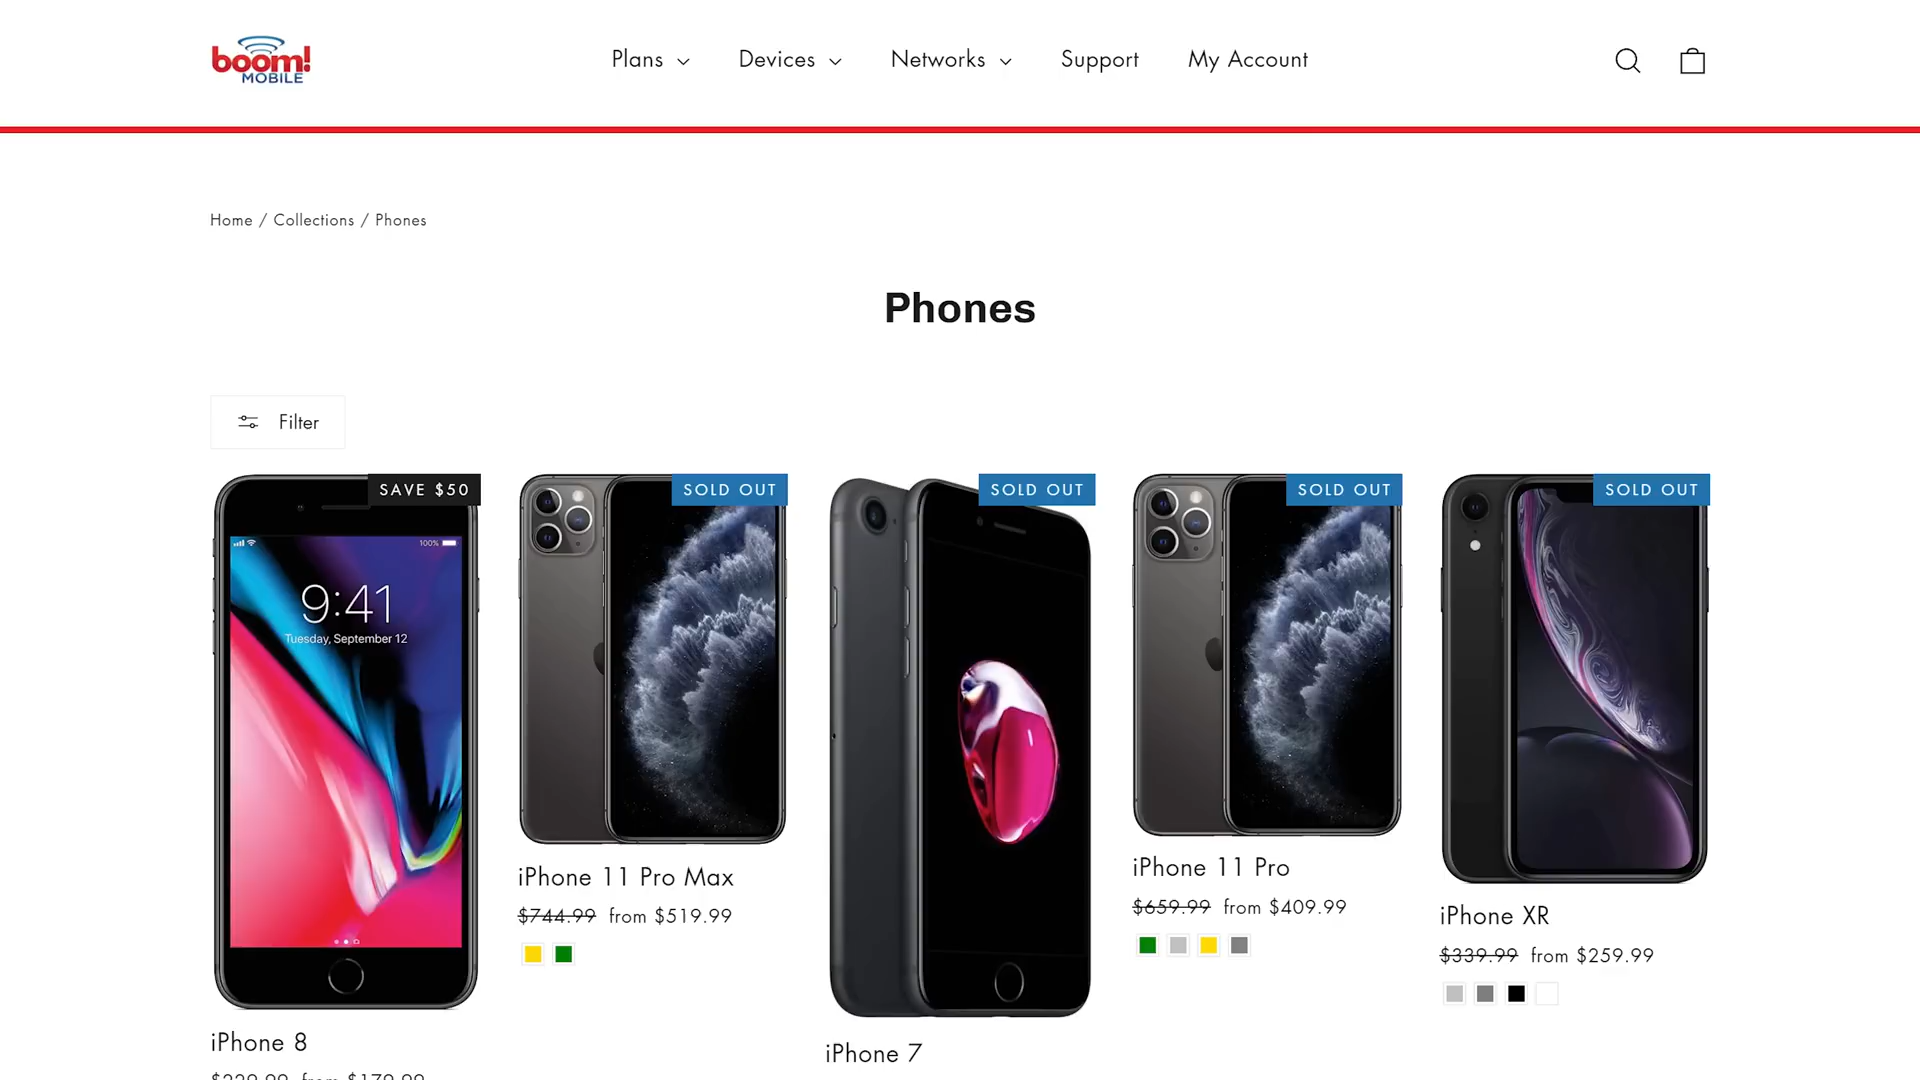 boom!
MOBILE
Plans
Devices
Networks
Support
My Account
Home / Collections / Phones
Phones
Filter
SAVE $50
SOLD OUT
SOLD OUT
SOLD OUT
SOLD OUT
100%
9:41
Tuesday, September 12
iPhone 11 Pro Max
$744.99 from $519.99
iPhone 11 Pro
$659.99 from $409.99
iPhone XR
$339.99 from $259.99
iPhone 8
from $179.99
iPhone 7